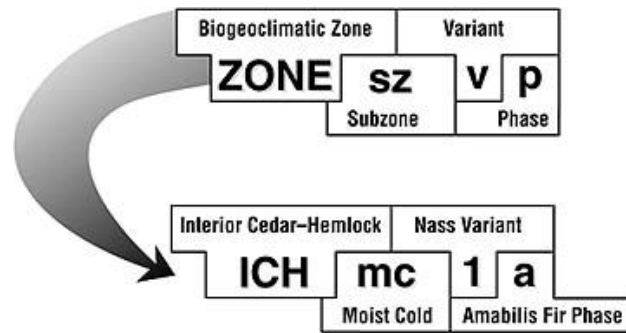 Biogeoclimatic Zone Variant
ZONE sz v p
Subzone Phase
Interior Cedar–Hemlock Nass Variant
ICH mc 1 a
Moist Cold Amabilis Fir Phase